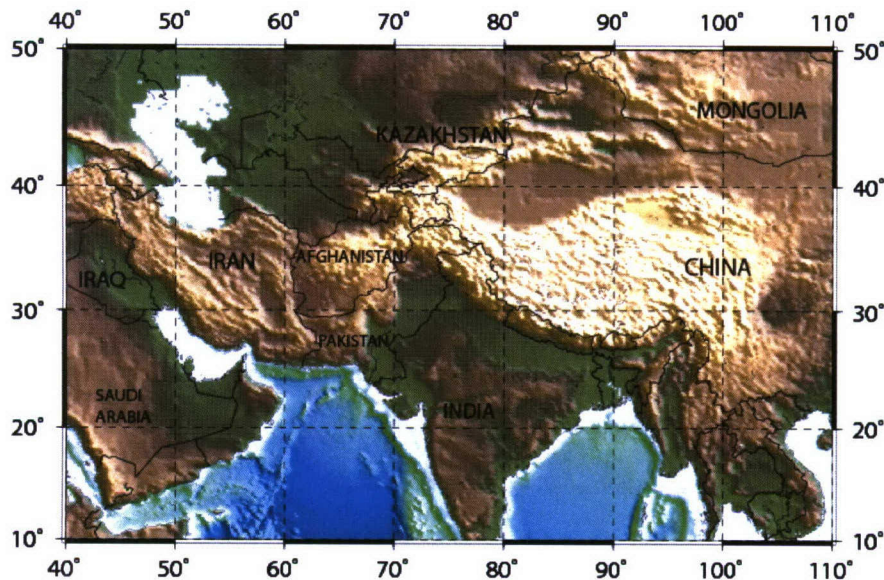 40° 50° 60° 70° 80° 90° 100° 110°
50° 50°
MONGOLIA
KAZAKHSTAN
40° 40°
AFGHANISTAN
IRAN
CHINA
IRAQ
30° 30°
PAKISTAN
SAUDI
ARABIA
INDIA
20° 20°
10° 10°
40° 50° 60° 70° 80° 90° 100° 110°